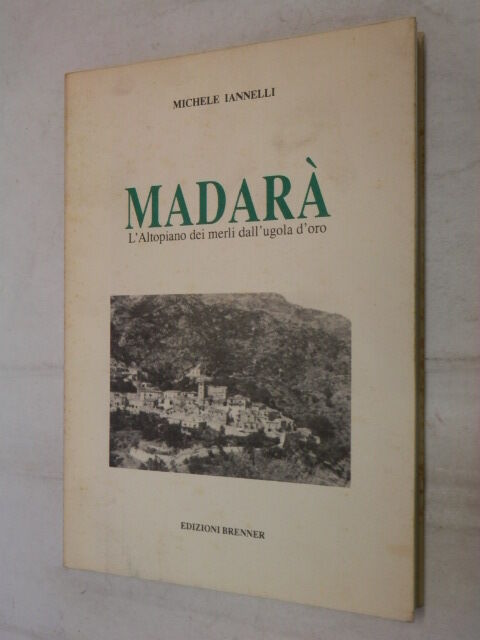 MICHELE IANNELLI
MADARÀ
L'Altopiano dei merli dall'ugola d'oro
EDIZIONI BRENNER